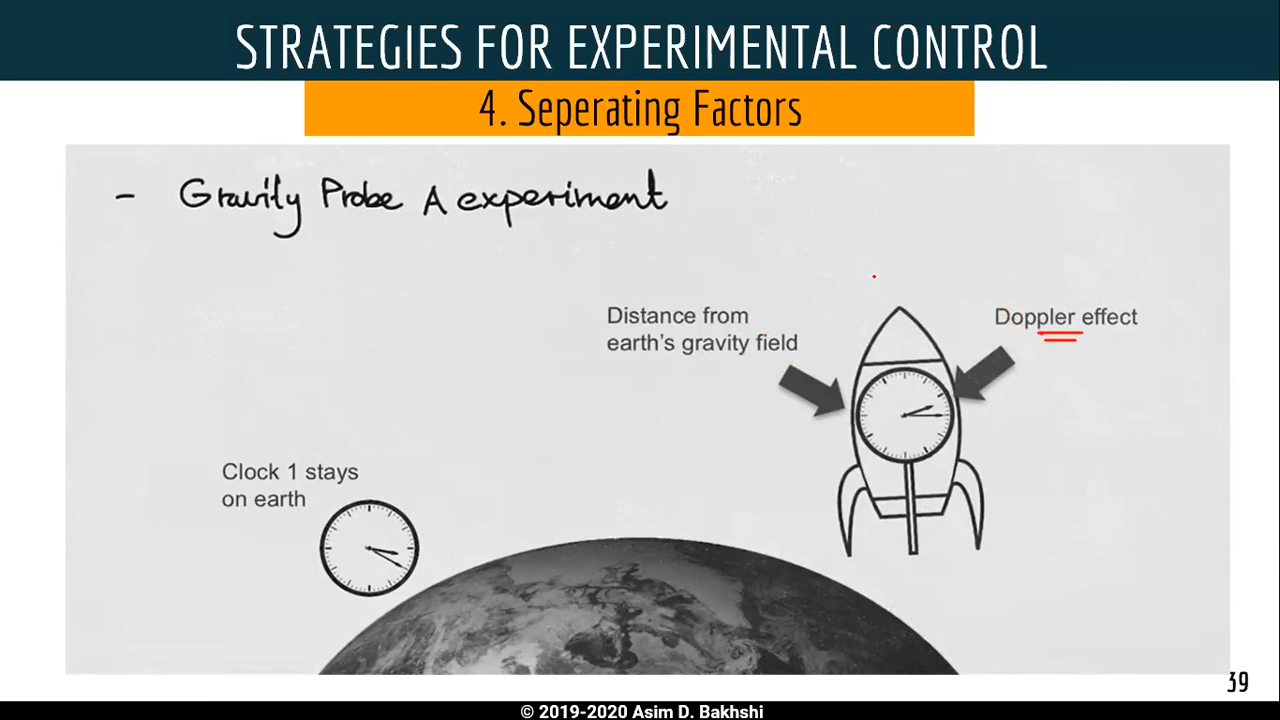 STRATEGIES FOR EXPERIMENTAL CONTROL
4. Seperating Factors
- Gravity Probe A experiment
Distance from
earth's gravity field
Doppler effect
Clock 1 stays
on earth
39
© 2019-2020 Asim D. Bakhshi